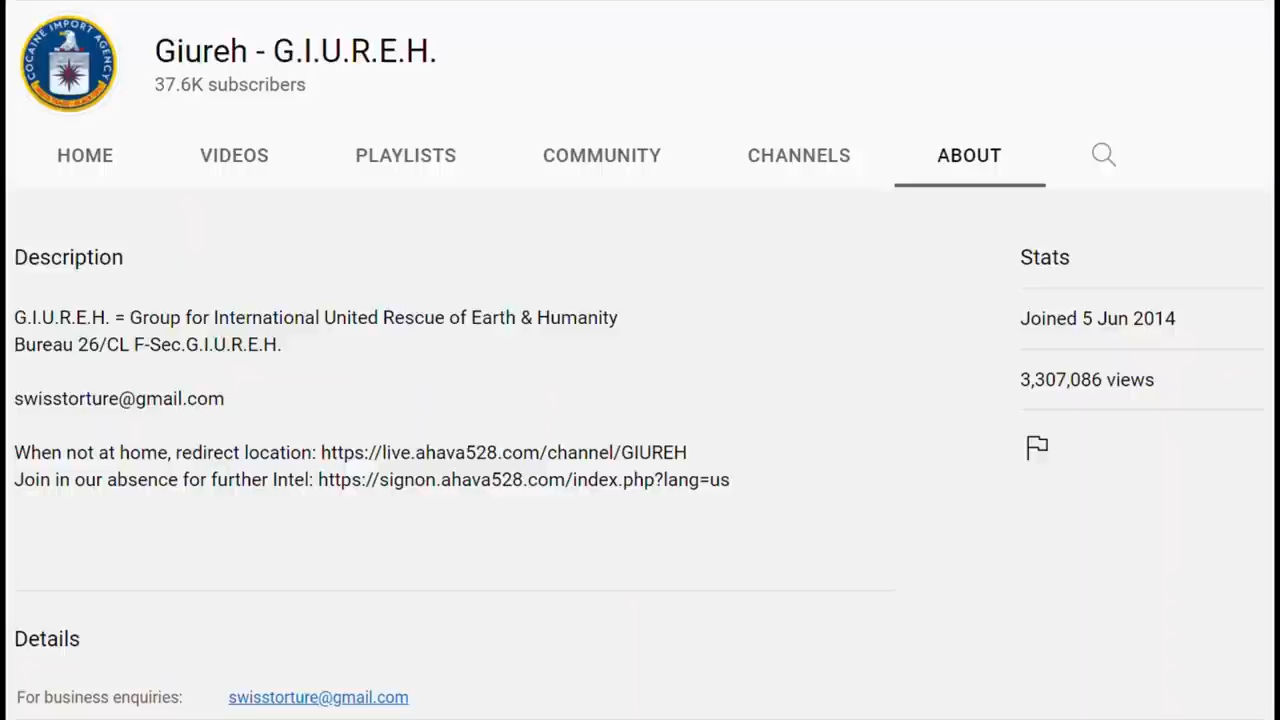 COCAINE IMPORT AGENCY
Giureh - G.I.U.R.E.H.
37.6K subscribers
HOME VIDEOS PLAYLISTS COMMUNITY CHANNELS ABOUT
Description
G.I.U.R.E.H. = Group for International United Rescue of Earth & Humanity
Bureau 26/CL F-Sec.G.I.U.R.E.H.
swisstorture@gmail.com
When not at home, redirect location: https://live.ahava528.com/channel/GIUREH
Join in our absence for further Intel: https://signon.ahava528.com/index.php?lang=us
Stats
Joined 5 Jun 2014
3,307,086 views
Details
For business enquiries: swisstorture@gmail.com